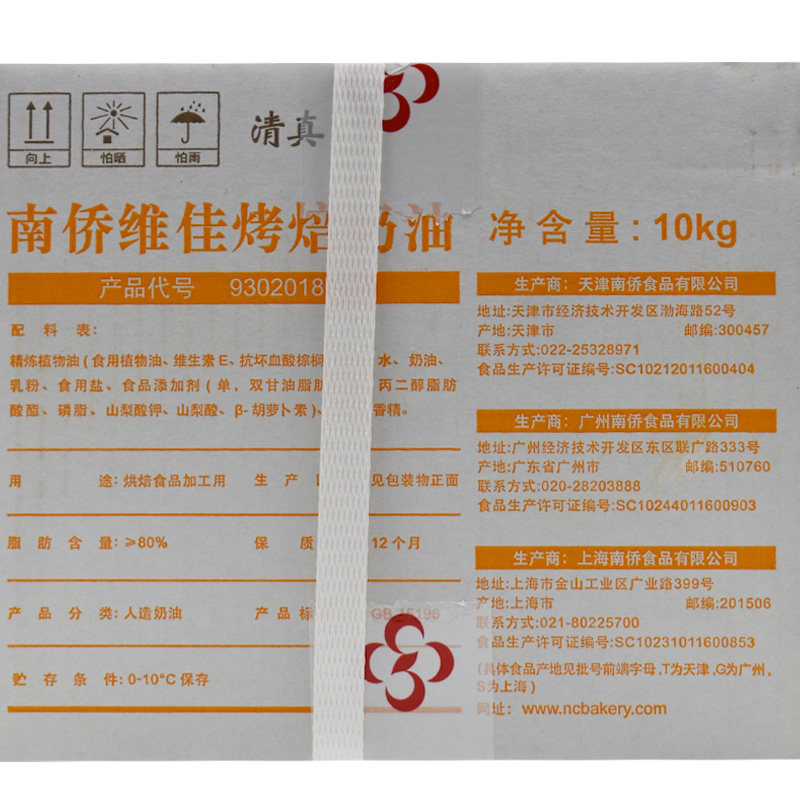 向上 怕晒 怕雨
清真
南侨维佳烤焙奶油
净含量:10kg
产品代号 9302018
配料表:
精炼植物油(食用植物油、维生素E、抗坏血酸棕榈 水、奶油、
乳粉、食用盐、食品添加剂(单,双甘油脂肪 丙二醇脂肪
酸酯、磷脂、山梨酸钾、山梨酸、β-胡萝卜素)、 香精。
用途:烘焙食品加工用 生产 见包装物正面
脂肪含量:≥80% 保质 12个月
产品分类:人造奶油 产品标 GB 15196
贮存条件:0-10°C保存
生产商:天津南侨食品有限公司
地址:天津市经济技术开发区渤海路52号
产地:天津市 邮编:300457
联系方式:022-25328971
食品生产许可证编号:SC10212011600404
生产商:广州南侨食品有限公司
地址:广州经济技术开发区东区联广路333号
产地:广东省广州市 邮编:510760
联系方式:020-28203888
食品生产许可证编号:SC10244011600903
生产商:上海南侨食品有限公司
地址:上海市金山工业区广业路399号
产地:上海市 邮编:201506
联系方式:021-80225700
食品生产许可证编号:SC10231011600853
(具体食品产地见批号前端字母,T为天津,G为广州,
S为上海)
网址: www.ncbakery.com